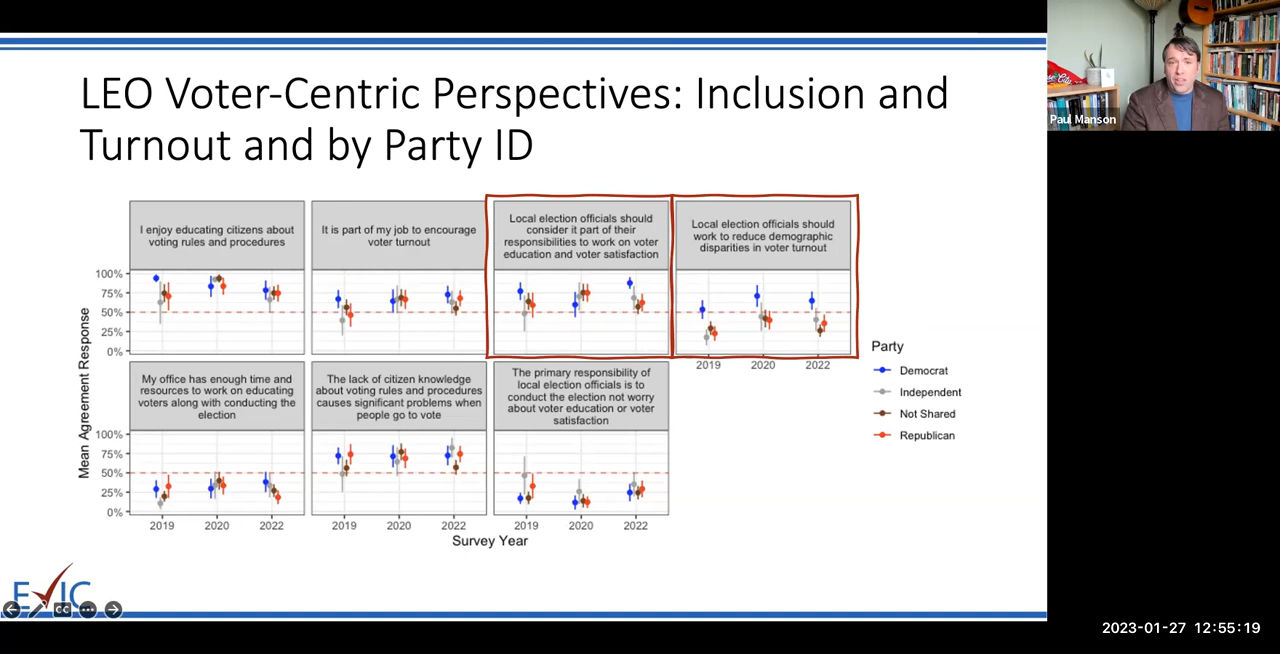 LEO Voter-Centric Perspectives: Inclusion and
Turnout and by Party ID
Paul Manson
I enjoy educating citizens about
voting rules and procedures
It is part of my job to encourage
voter turnout
Local election officials should
consider it part of their
responsibilities to work on voter
education and voter satisfaction
Local election officials should
work to reduce demographic
disparities in voter turnout
100%
75%
50%
25%
0%
2019
2020
2022
Mean Agreement Response
My office has enough time and
resources to work on educating
voters along with conducting the
election
The lack of citizen knowledge
about voting rules and procedures
causes significant problems when
people go to vote
The primary responsibility of
local election officials is to
conduct the election not worry
about voter education or voter
satisfaction
100%
75%
50%
25%
0%
2019
2020
2022
2019
2020
2022
2019
2020
2022
Survey Year
Party
Democrat
Independent
Not Shared
Republican
CC
2023-01-27 12:55:19